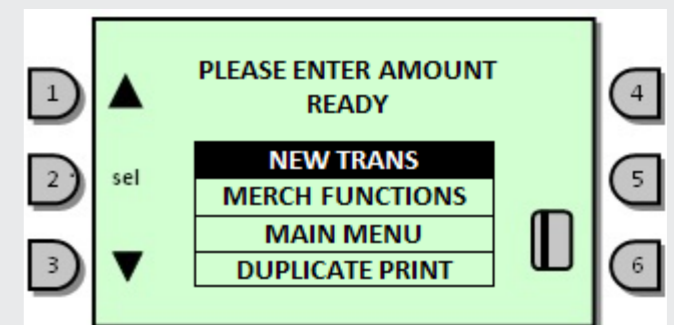 PLEASE ENTER AMOUNT
READY
1
4
NEW TRANS
2
sel
5
MERCH FUNCTIONS
MAIN MENU
3
6
DUPLICATE PRINT